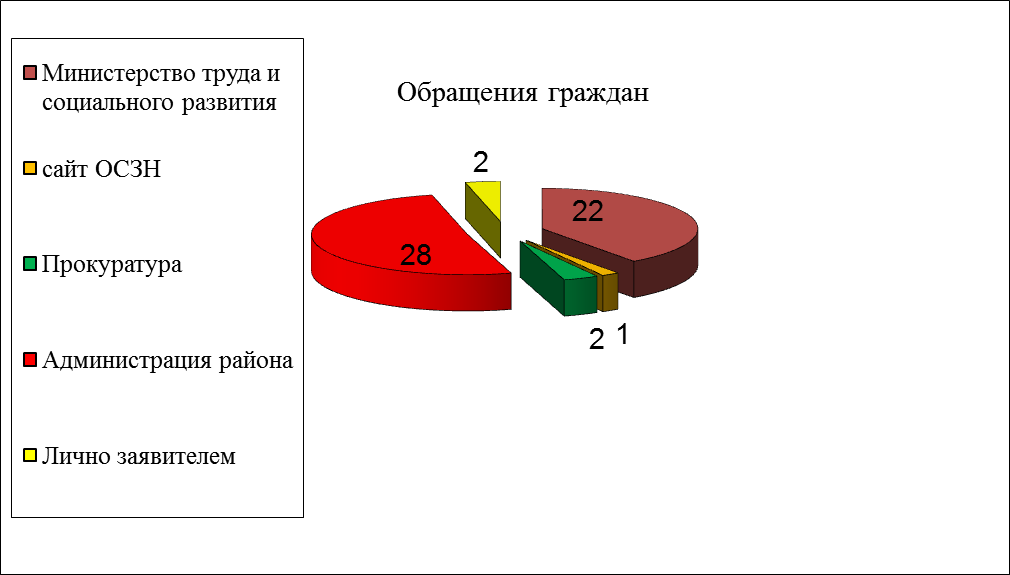 Министерство труда и
социального развития
сайт ОСЗН
Прокуратура
Администрация района
Лично заявителем
Обращения граждан
2
22
28
2
1